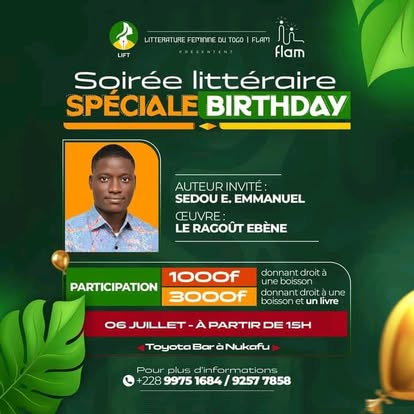 LIFT
LITTERATURE FEMININE DU TOGO | FLAM
PRÉSENTENT
flam
Soirée littéraire
SPÉCIALE BIRTHDAY
AUTEUR INVITÉ :
SEDOU E. EMMANUEL
ŒUVRE :
LE RAGOÛT EBÈNE
PARTICIPATION
1000f donnant droit à
une boisson
3000f donnant droit à une
boisson et un livre
06 JUILLET - À PARTIR DE 15H
Toyota Bar à Nukafu
Pour plus d'informations
+228 9975 1684 / 9257 7858